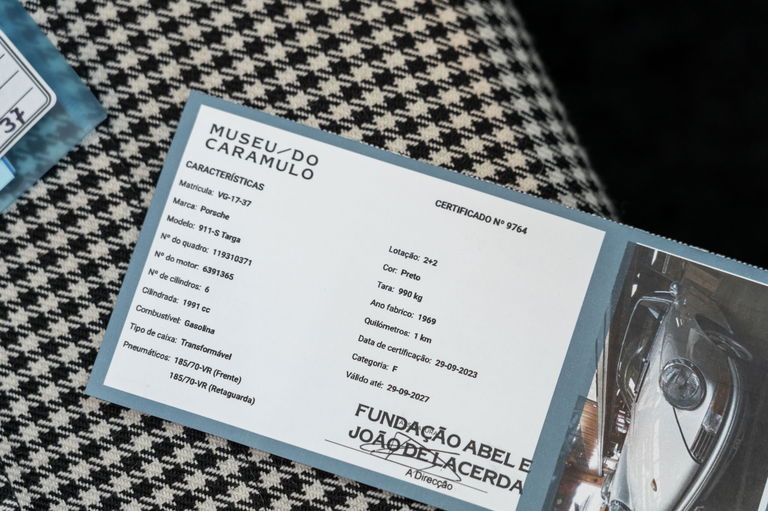 37
MUSEU/DO
CARAMULO
CARACTERÍSTICAS
Matrícula: VG-17-37
Marca: Porsche
Modelo: 911-S Targa
Nº do quadro: 119310371
Nº do motor: 6391365
Nº de cilindros: 6
Cilindrada: 1991 cc
Combustível: Gasolina
Tipo de caixa: Transformável
Pneumáticos: 185/70-VR (Frente)
185/70-VR (Retaguarda)
CERTIFICADO Nº 9764
Lotação: 2+2
Cor: Preto
Tara: 990 kg
Ano fabrico: 1969
Quilómetros: 1 km
Data de certificação: 29-09-2023
Categoria: F
Válido até: 29-09-2027
FUNDAÇÃO ABEL E
JOÃO DE LACERDA
A Direcção